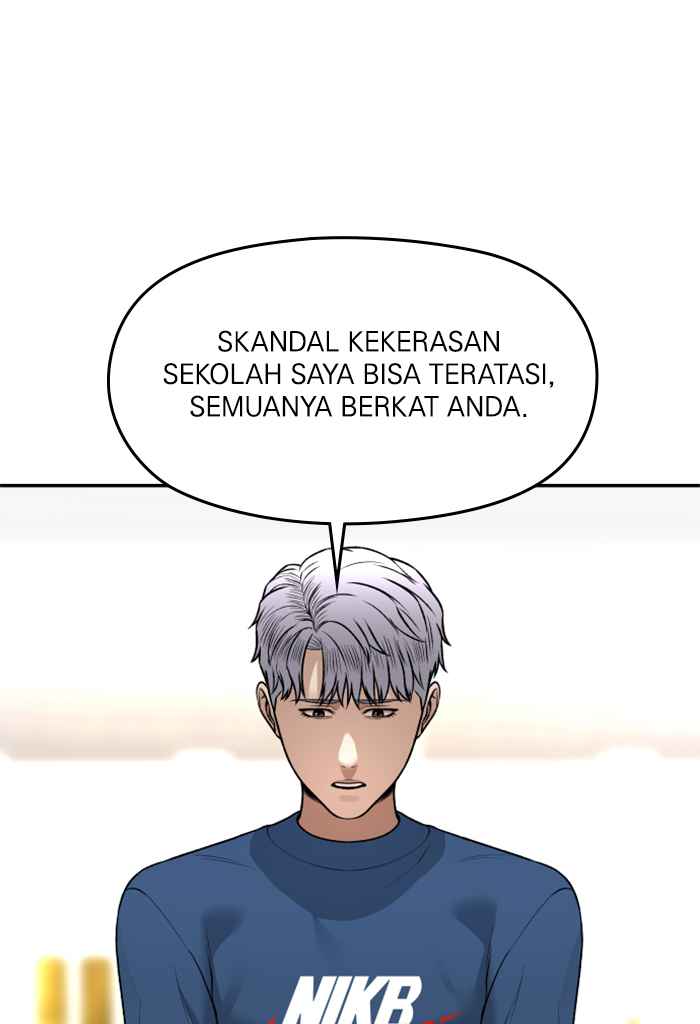 SKANDAL KEKERASAN
SEKOLAH SAYA BISA TERATASI,
SEMUANYA BERKAT ANDA.
NIKB